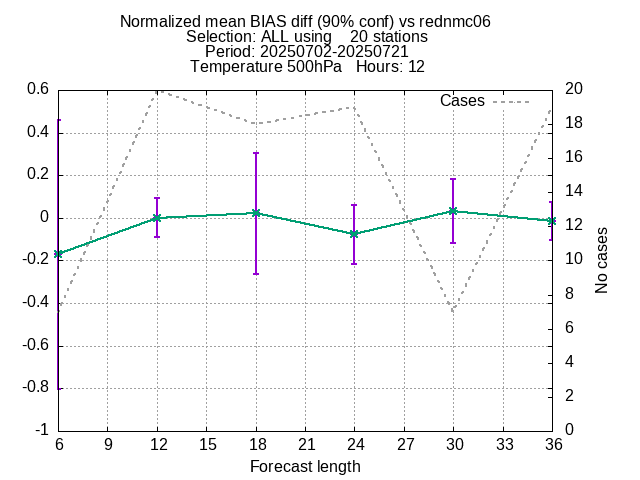 Normalized mean BIAS diff (90% conf) vs rednmc06
Selection: ALL using    20 stations
Period: 20250702-20250721
Temperature 500hPa   Hours: 12
Cases
0.6
0.4
0.2
0
-0.2
-0.4
-0.6
-0.8
-1
20
18
16
14
12
10
8
6
4
2
0
No cases
6 9 12 15 18 21 24 27 30 33 36
Forecast length